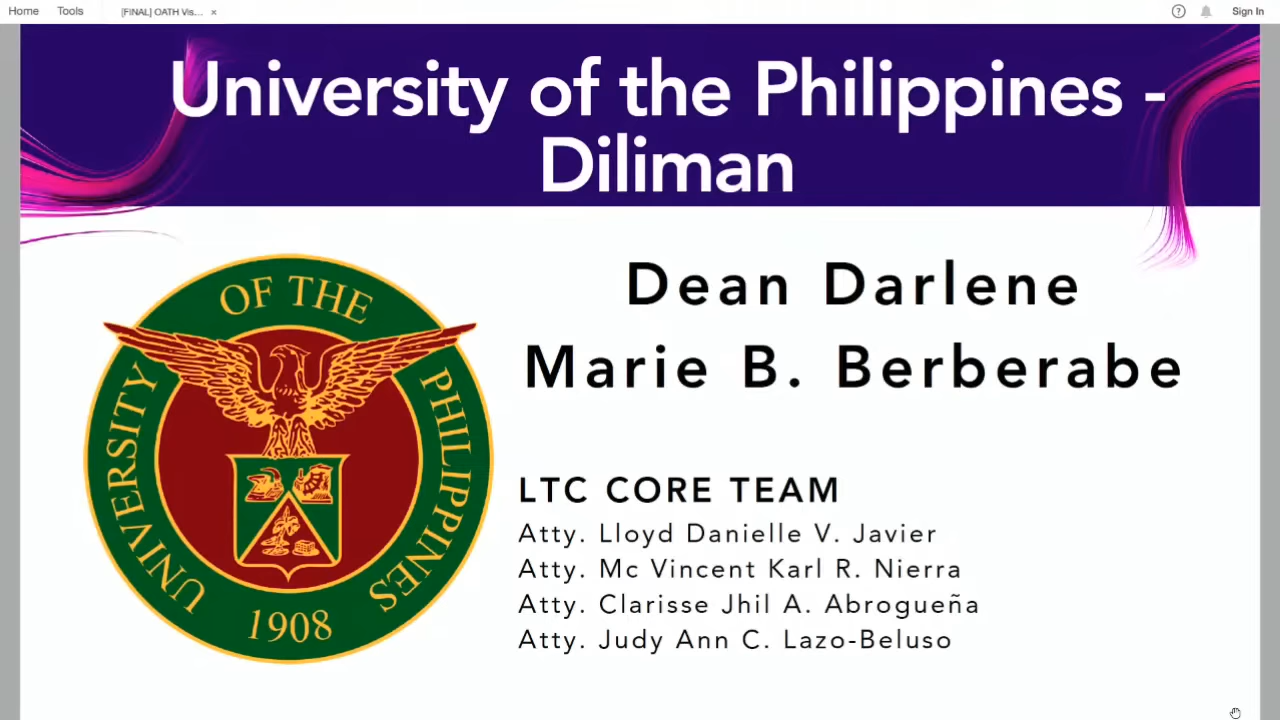 Home Tools [FINAL] OATH Vis... × ? Sign In
University of the Philippines -
Diliman
Dean Darlene
Marie B. Berberabe
UNIVERSITY OF THE PHILIPPINES
1908
LTC CORE TEAM
Atty. Lloyd Danielle V. Javier
Atty. Mc Vincent Karl R. Nierra
Atty. Clarisse Jhil A. Abrogueña
Atty. Judy Ann C. Lazo-Beluso